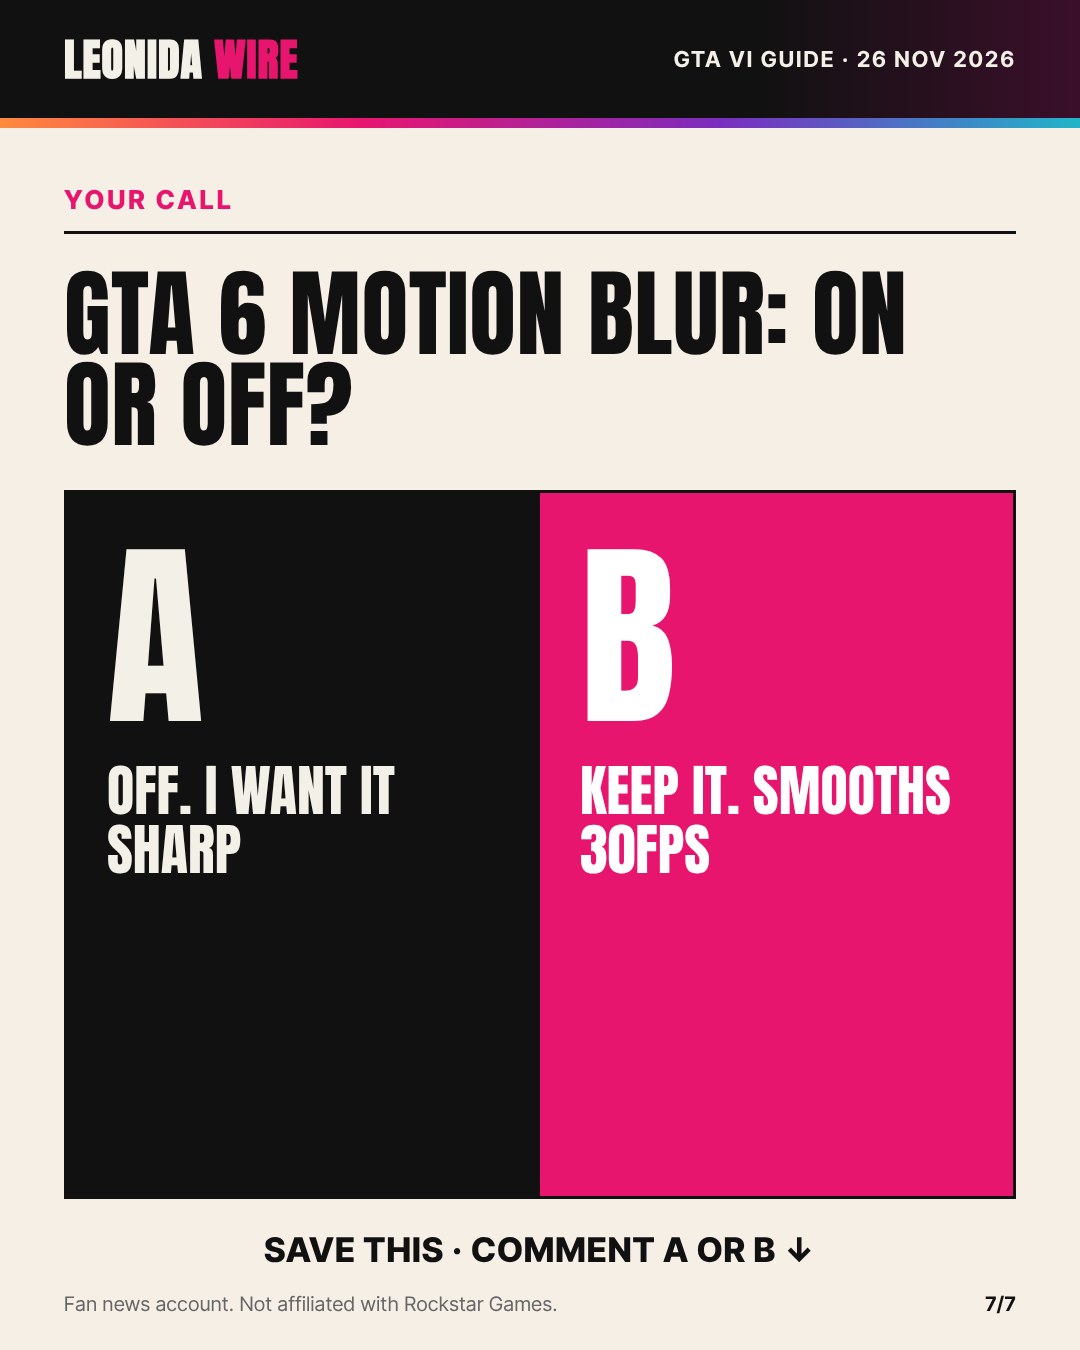 LEONIDA WIRE
GTA VI GUIDE · 26 NOV 2026
YOUR CALL
GTA 6 MOTION BLUR: ON
OR OFF?
A
OFF. I WANT IT
SHARP
B
KEEP IT. SMOOTHS
30FPS
SAVE THIS · COMMENT A OR B ↓
Fan news account. Not affiliated with Rockstar Games.
7/7